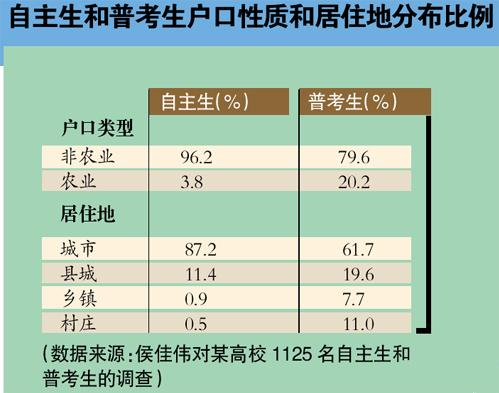 自主生和普考生户口性质和居住地分布比例
自主生(%) 普考生(%)
户口类型
非农业 96.2 79.6
农业 3.8 20.2
居住地
城市 87.2 61.7
县城 11.4 19.6
乡镇 0.9 7.7
村庄 0.5 11.0
(数据来源:侯佳伟对某高校1125名自主生和
普考生的调查)